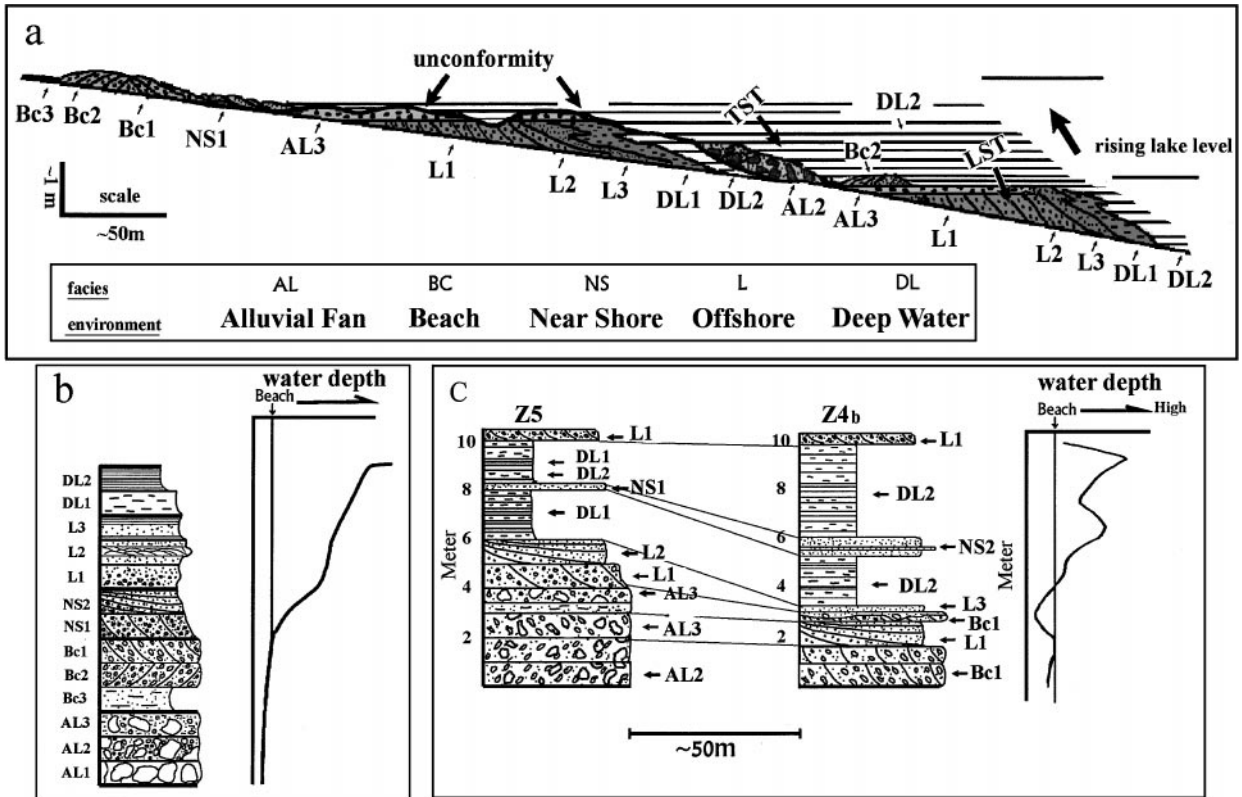 a
unconformity
DL2
TST
Bc2
LST
rising lake level
Bc3 Bc2 Bc1 NS1 AL3 L1 L2 L3 DL1 DL2 AL2 AL3 L1 L2 L3 DL1 DL2
~1 m
scale
~50m
facies AL BC NS L DL
environment Alluvial Fan Beach Near Shore Offshore Deep Water
b
water depth
Beach
DL2
DL1
L3
L2
L1
NS2
NS1
Bc1
Bc2
Bc3
AL3
AL2
AL1
C
Z5
Meter
10
8
6
4
2
L1
DL1
DL2
NS1
DL1
L2
L1
AL3
AL3
AL2
Z4b
10
8
6
4
2
L1
DL2
NS2
DL2
L3
Bc1
L1
Bc1
~50m
water depth
Beach High
Meter